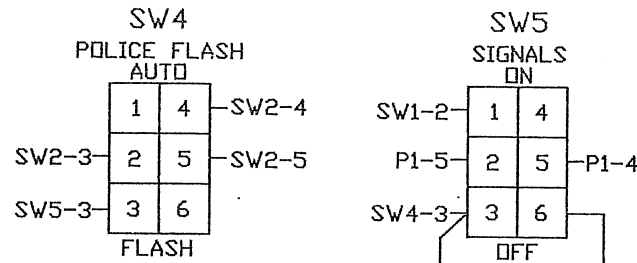 SW4
POLICE FLASH
AUTO
1 4 SW2-4
SW2-3 2 5 SW2-5
SW5-3 3 6
FLASH
SW5
SIGNALS
ON
SW1-2 1 4
P1-5 2 5 P1-4
SW4-3 3 6
OFF